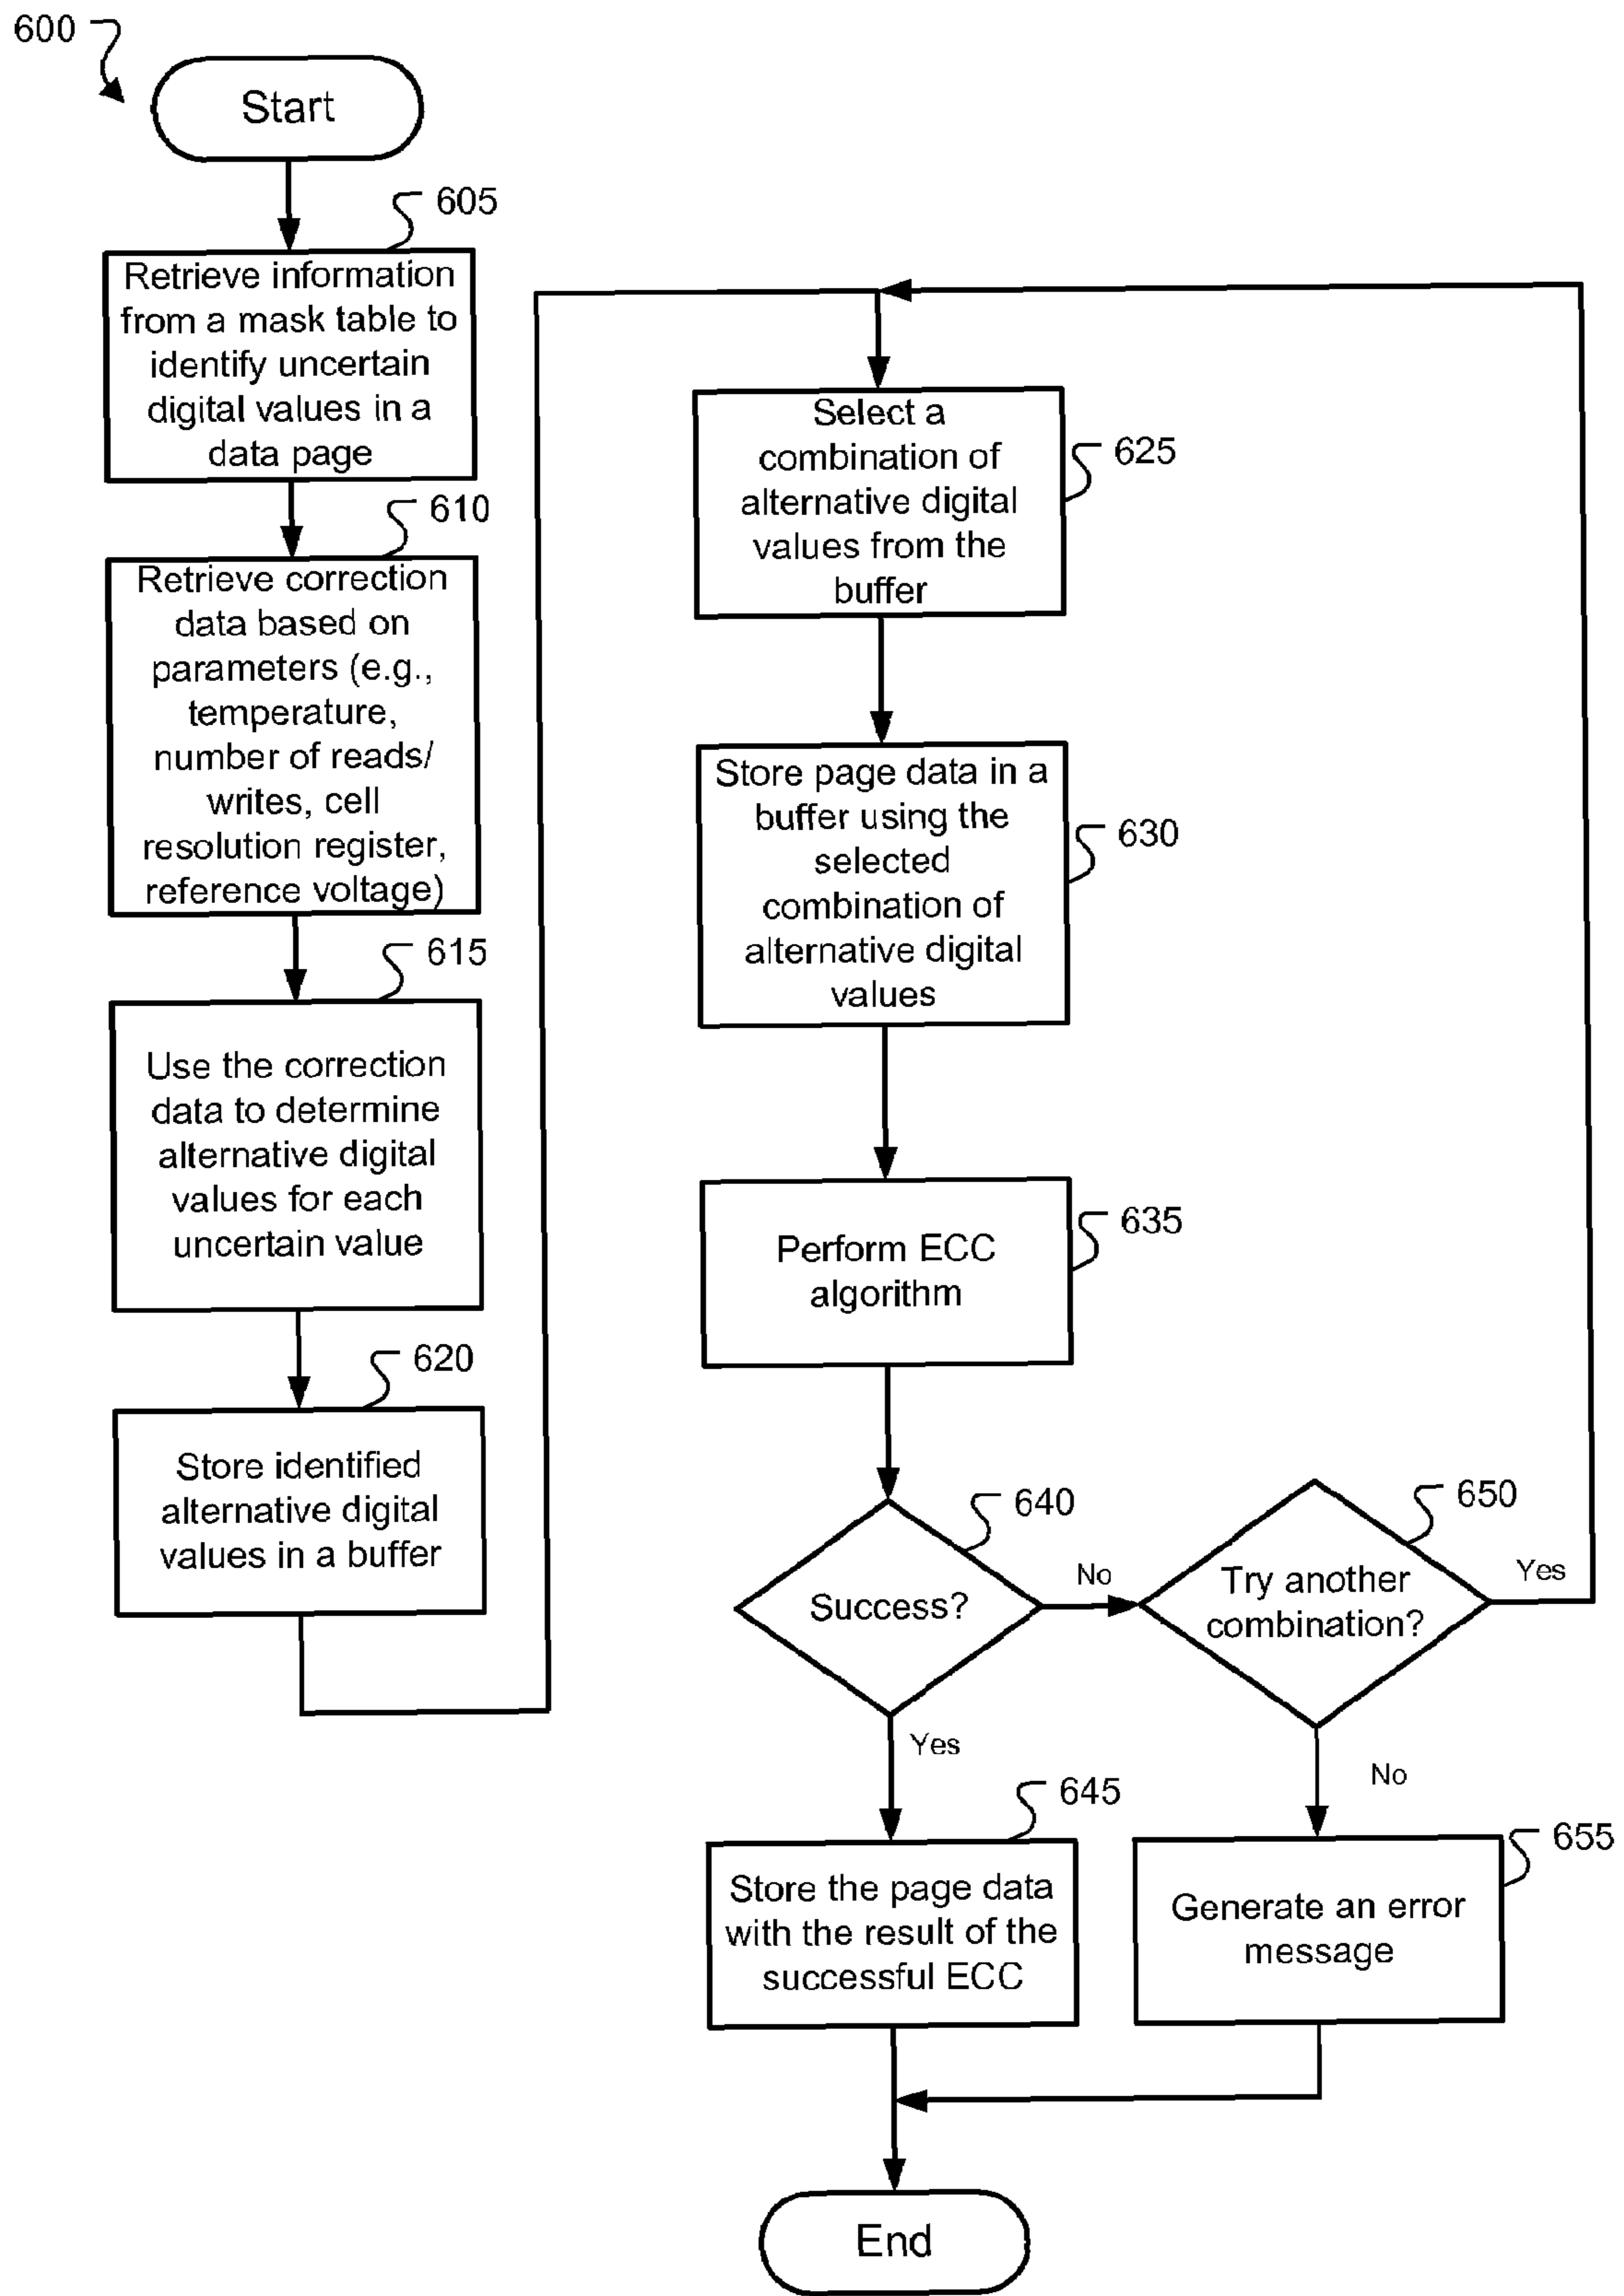 600
Start
605
Retrieve information
from a mask table to
identify uncertain
digital values in a
data page
610
Retrieve correction
data based on
parameters (e.g.,
temperature,
number of reads/
writes, cell
resolution register,
reference voltage)
615
Use the correction
data to determine
alternative digital
values for each
uncertain value
620
Store identified
alternative digital
values in a buffer
625
Select a
combination of
alternative digital
values from the
buffer
630
Store page data in a
buffer using the
selected
combination of
alternative digital
values
635
Perform ECC
algorithm
640
Success?
No
Yes
650
Try another
combination?
Yes
No
645
Store the page data
with the result of the
successful ECC
655
Generate an error
message
End